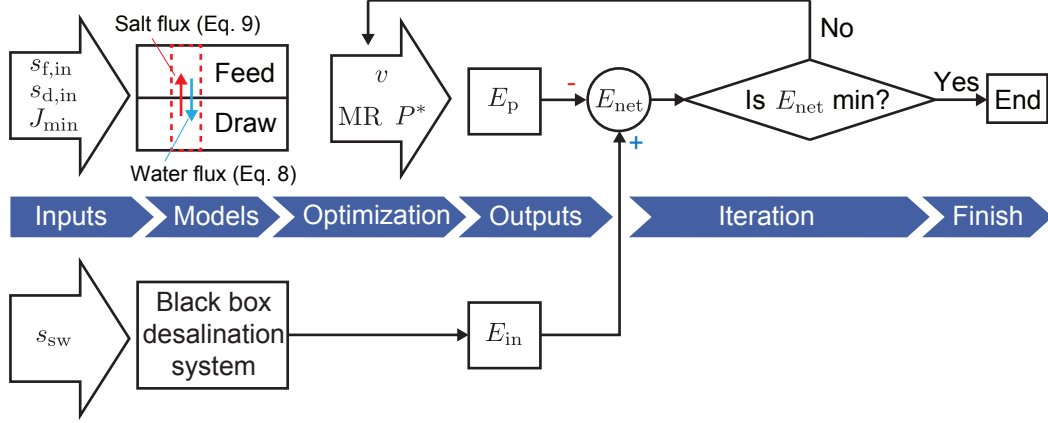 Salt flux (Eq. 9)
No
s_f,in
s_d,in
J_min
Feed
Draw
v
MR P*
E_p
-
E_net
+
Is E_net min?
Yes
End
Water flux (Eq. 8)
Inputs
Models
Optimization
Outputs
Iteration
Finish
s_sw
Black box
desalination
system
E_in